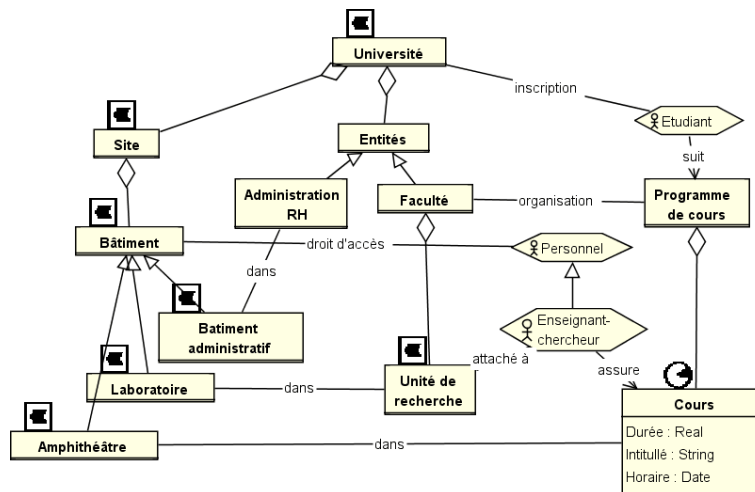 Université
inscription
Etudiant
Site
Entités
suit
Administration
RH
Faculté
organisation
Programme
de cours
Bâtiment
droit d'accès
Personnel
dans
Batiment
administratif
Enseignant-
chercheur
attaché à
assure
Laboratoire
dans
Unité de
recherche
Cours
Amphithéâtre
dans
Durée : Real
Intitullé : String
Horaire : Date